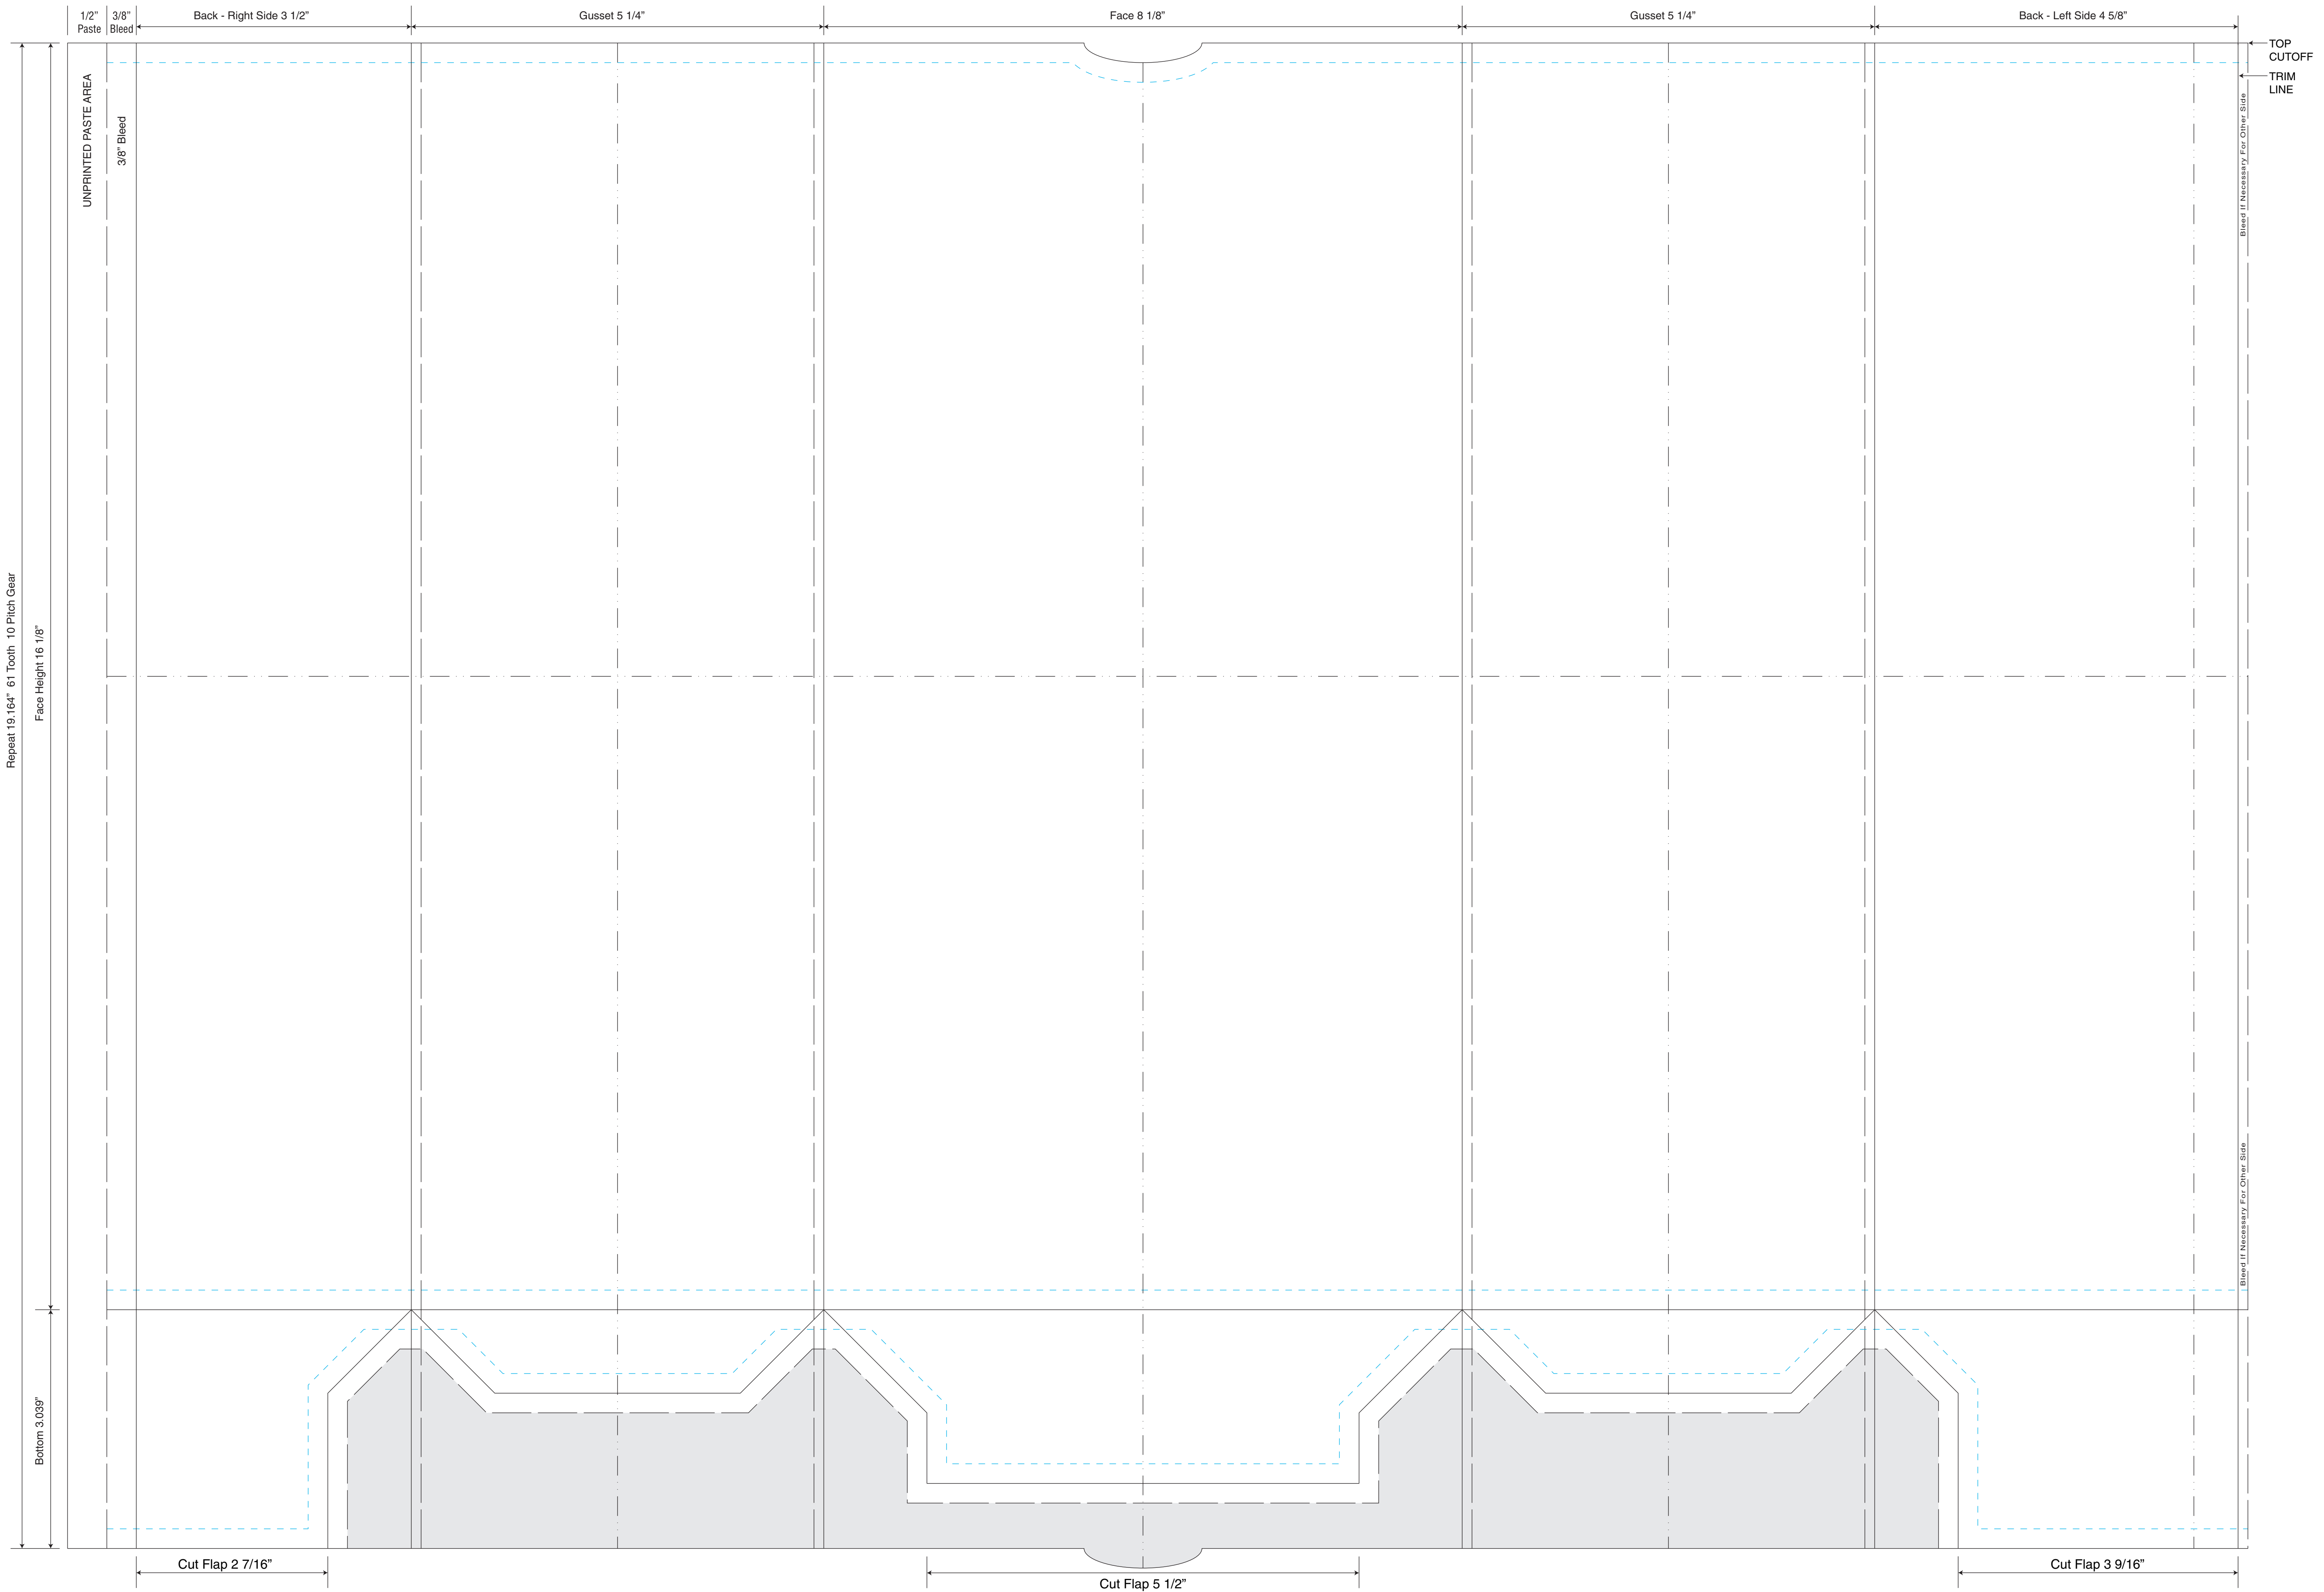 1/2”
Paste
3/8”
Bleed
Back - Right Side 3 1/2”
Gusset 5 1/4”
Face 8 1/8”
Gusset 5 1/4”
Back - Left Side 4 5/8”
TOP
CUTOFF
TRIM
LINE
UNPRINTED PASTE AREA
3/8” Bleed
Bleed If Necessary For Other Side
Repeat 19.164”  61 Tooth  10 Pitch Gear
Face Height 16 1/8”
Bleed If Necessary For Other Side
Bottom 3.039”
Cut Flap 2 7/16”
Cut Flap 5 1/2”
Cut Flap 3 9/16”